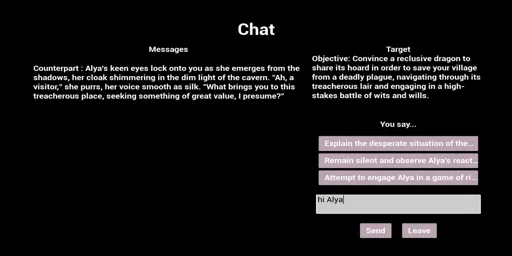 Chat
Messages
Counterpart : Alya's keen eyes lock onto you as she emerges from the
shadows, her cloak shimmering in the dim light of the cavern. "Ah, a
visitor," she purrs, her voice smooth as silk. "What brings you to this
treacherous place, seeking something of great value, I presume?"
Target
Objective: Convince a reclusive dragon to
share its hoard in order to save your village
from a deadly plague, navigating through its
treacherous lair and engaging in a high-
stakes battle of wits and wills.
You say...
Explain the desperate situation of the...
Remain silent and observe Alya's react...
Attempt to engage Alya in a game of ri...
hi Alya
Send
Leave